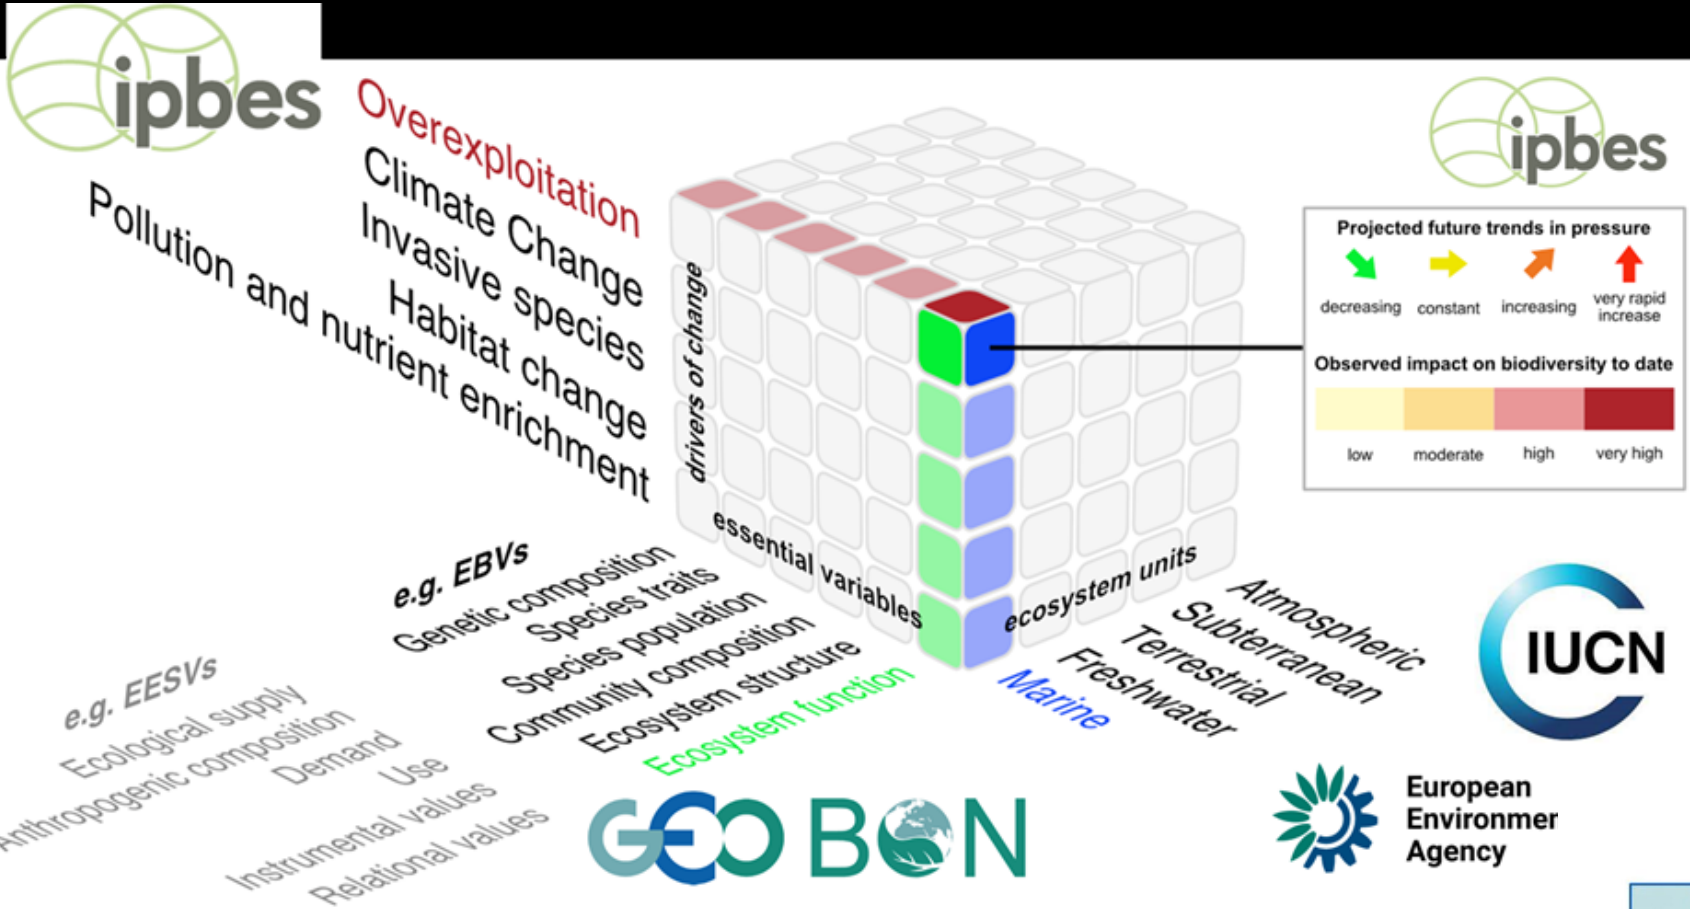 ipbes
ipbes
Overexploitation
Climate Change
Invasive species
Habitat change
Pollution and nutrient enrichment
drivers of change
essential variables
ecosystem units
Projected future trends in pressure
decreasing
constant
increasing
very rapid
increase
Observed impact on biodiversity to date
low
moderate
high
very high
e.g. EBVs
Genetic composition
Species traits
Species population
Community composition
Ecosystem structure
Ecosystem function
e.g. EESVs
Ecological supply
Anthropogenic composition
Demand
Use
Instrumental values
Relational values
Atmospheric
Subterranean
Terrestrial
Freshwater
Marine
IUCN
GEO BON
European
Environmer
Agency